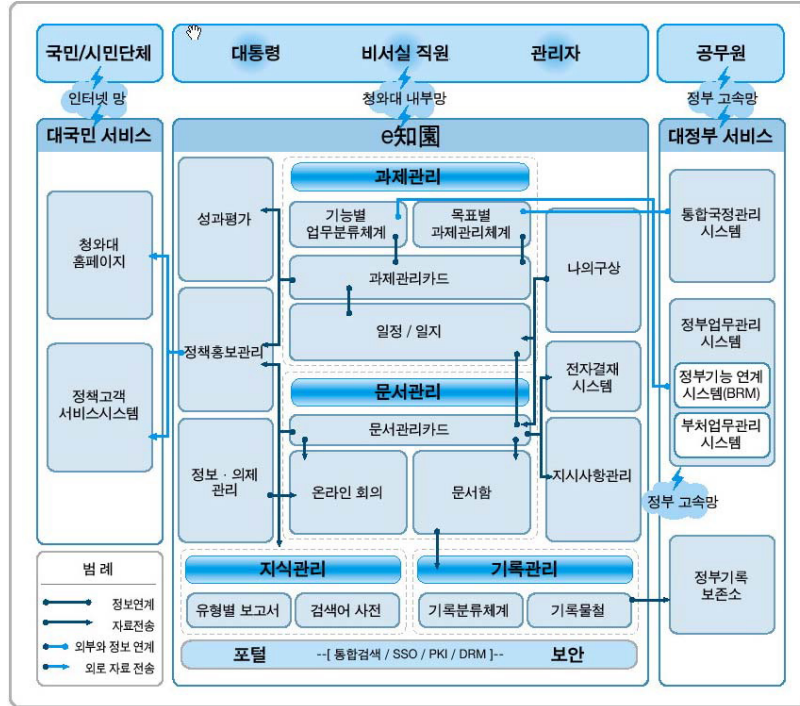 국민/시민단체
대통령
비서실 직원
관리자
공무원
인터넷 망
청와대 내부망
정부 고속망
대국민 서비스
e知園
대정부 서비스
청와대
홈페이지
정책고객
서비스시스템
성과평가
정책홍보관리
정보 · 의제
관리
과제관리
기능별
업무분류체계
목표별
과제관리체계
과제관리카드
일정 / 일지
문서관리
문서관리카드
온라인 회의
문서함
나의구상
전자결재
시스템
지시사항관리
통합국정관리
시스템
정부업무관리
시스템
정부기능 연계
시스템(BRM)
부처업무관리
시스템
정부 고속망
정부기록
보존소
지식관리
유형별 보고서
검색어 사전
기록관리
기록분류체계
기록물철
포털
--[ 통합검색 / SSO / PKI / DRM ]--
보안
범 례
정보연계
자료전송
외부와 정보 연계
외로 자료 전송